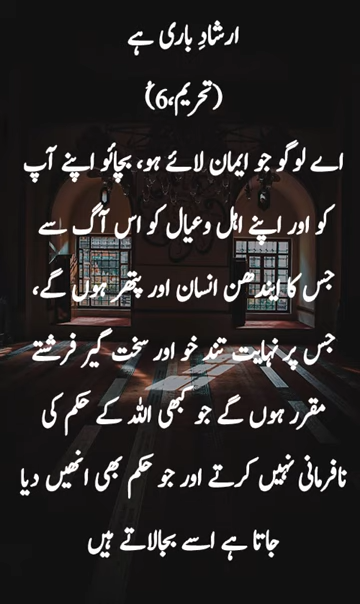 ارشادِ باری ہے
(تحریم،6)
اے لوگو جو ایمان لائے ہو، بچائو اپنے آپ
کو اور اپنے اہل وعیال کو اس آگ سے
جس کا ایندھن انسان اور پتھر ہوں گے،
جس پر نہایت تند خو اور سخت گیر فرشتے
مقرر ہوں گے جو کبھی اللہ کے حکم کی
نافرمانی نہیں کرتے اور جو حکم بھی انھیں دیا
جاتا ہے اسے بجالاتے ہیں